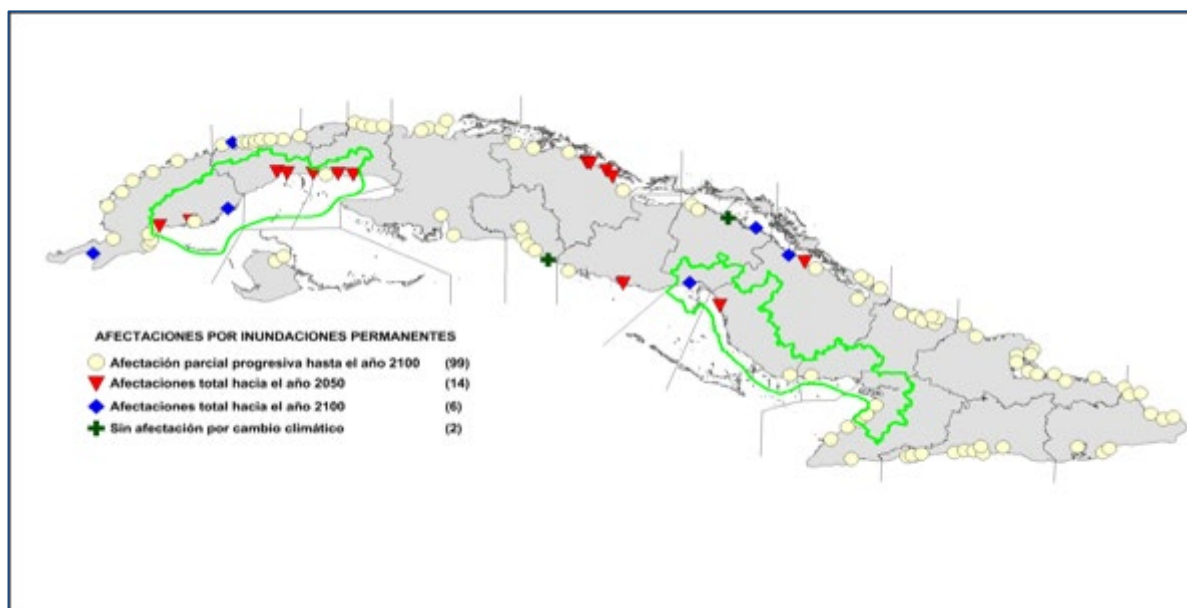 AFECTACIONES POR INUNDACIONES PERMANENTES
Afectación parcial progresiva hasta el año 2100 (99)
Afectaciones total hacia el año 2050 (14)
Afectaciones total hacia el año 2100 (6)
Sin afectación por cambio climático (2)